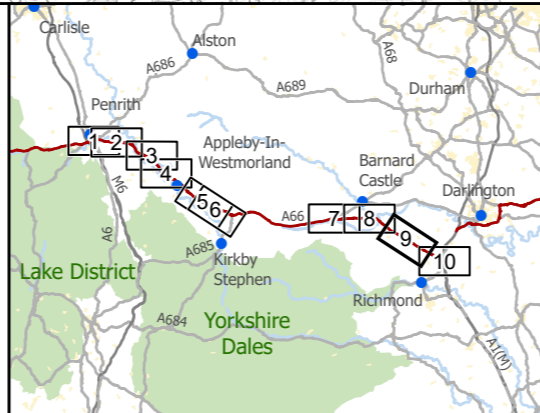 Carlisle
Alston
A68
A686
A689
Durham
Penrith
1
2
3
4
Appleby-In-
Westmorland
Barnard
Castle
Darlington
M6
5
6
A66
7
8
9
10
A6
A685
Kirkby
Stephen
Lake District
Richmond
A684
Yorkshire
Dales
A1(M)